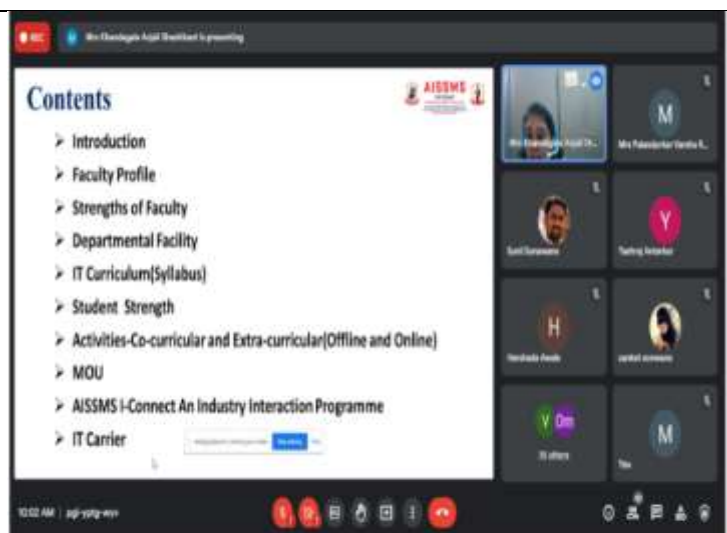 REC
is presenting
Contents
AISSMS
➢ Introduction
➢ Faculty Profile
➢ Strengths of Faculty
➢ Departmental Facility
➢ IT Curriculum(Syllabus)
➢ Student Strength
➢ Activities-Co-curricular and Extra-curricular(Offline and Online)
➢ MOU
➢ AISSMS I-Connect An Industry Interaction Programme
➢ IT Carrier
M
Y
H
V Om
others
M
You
10:02 AM